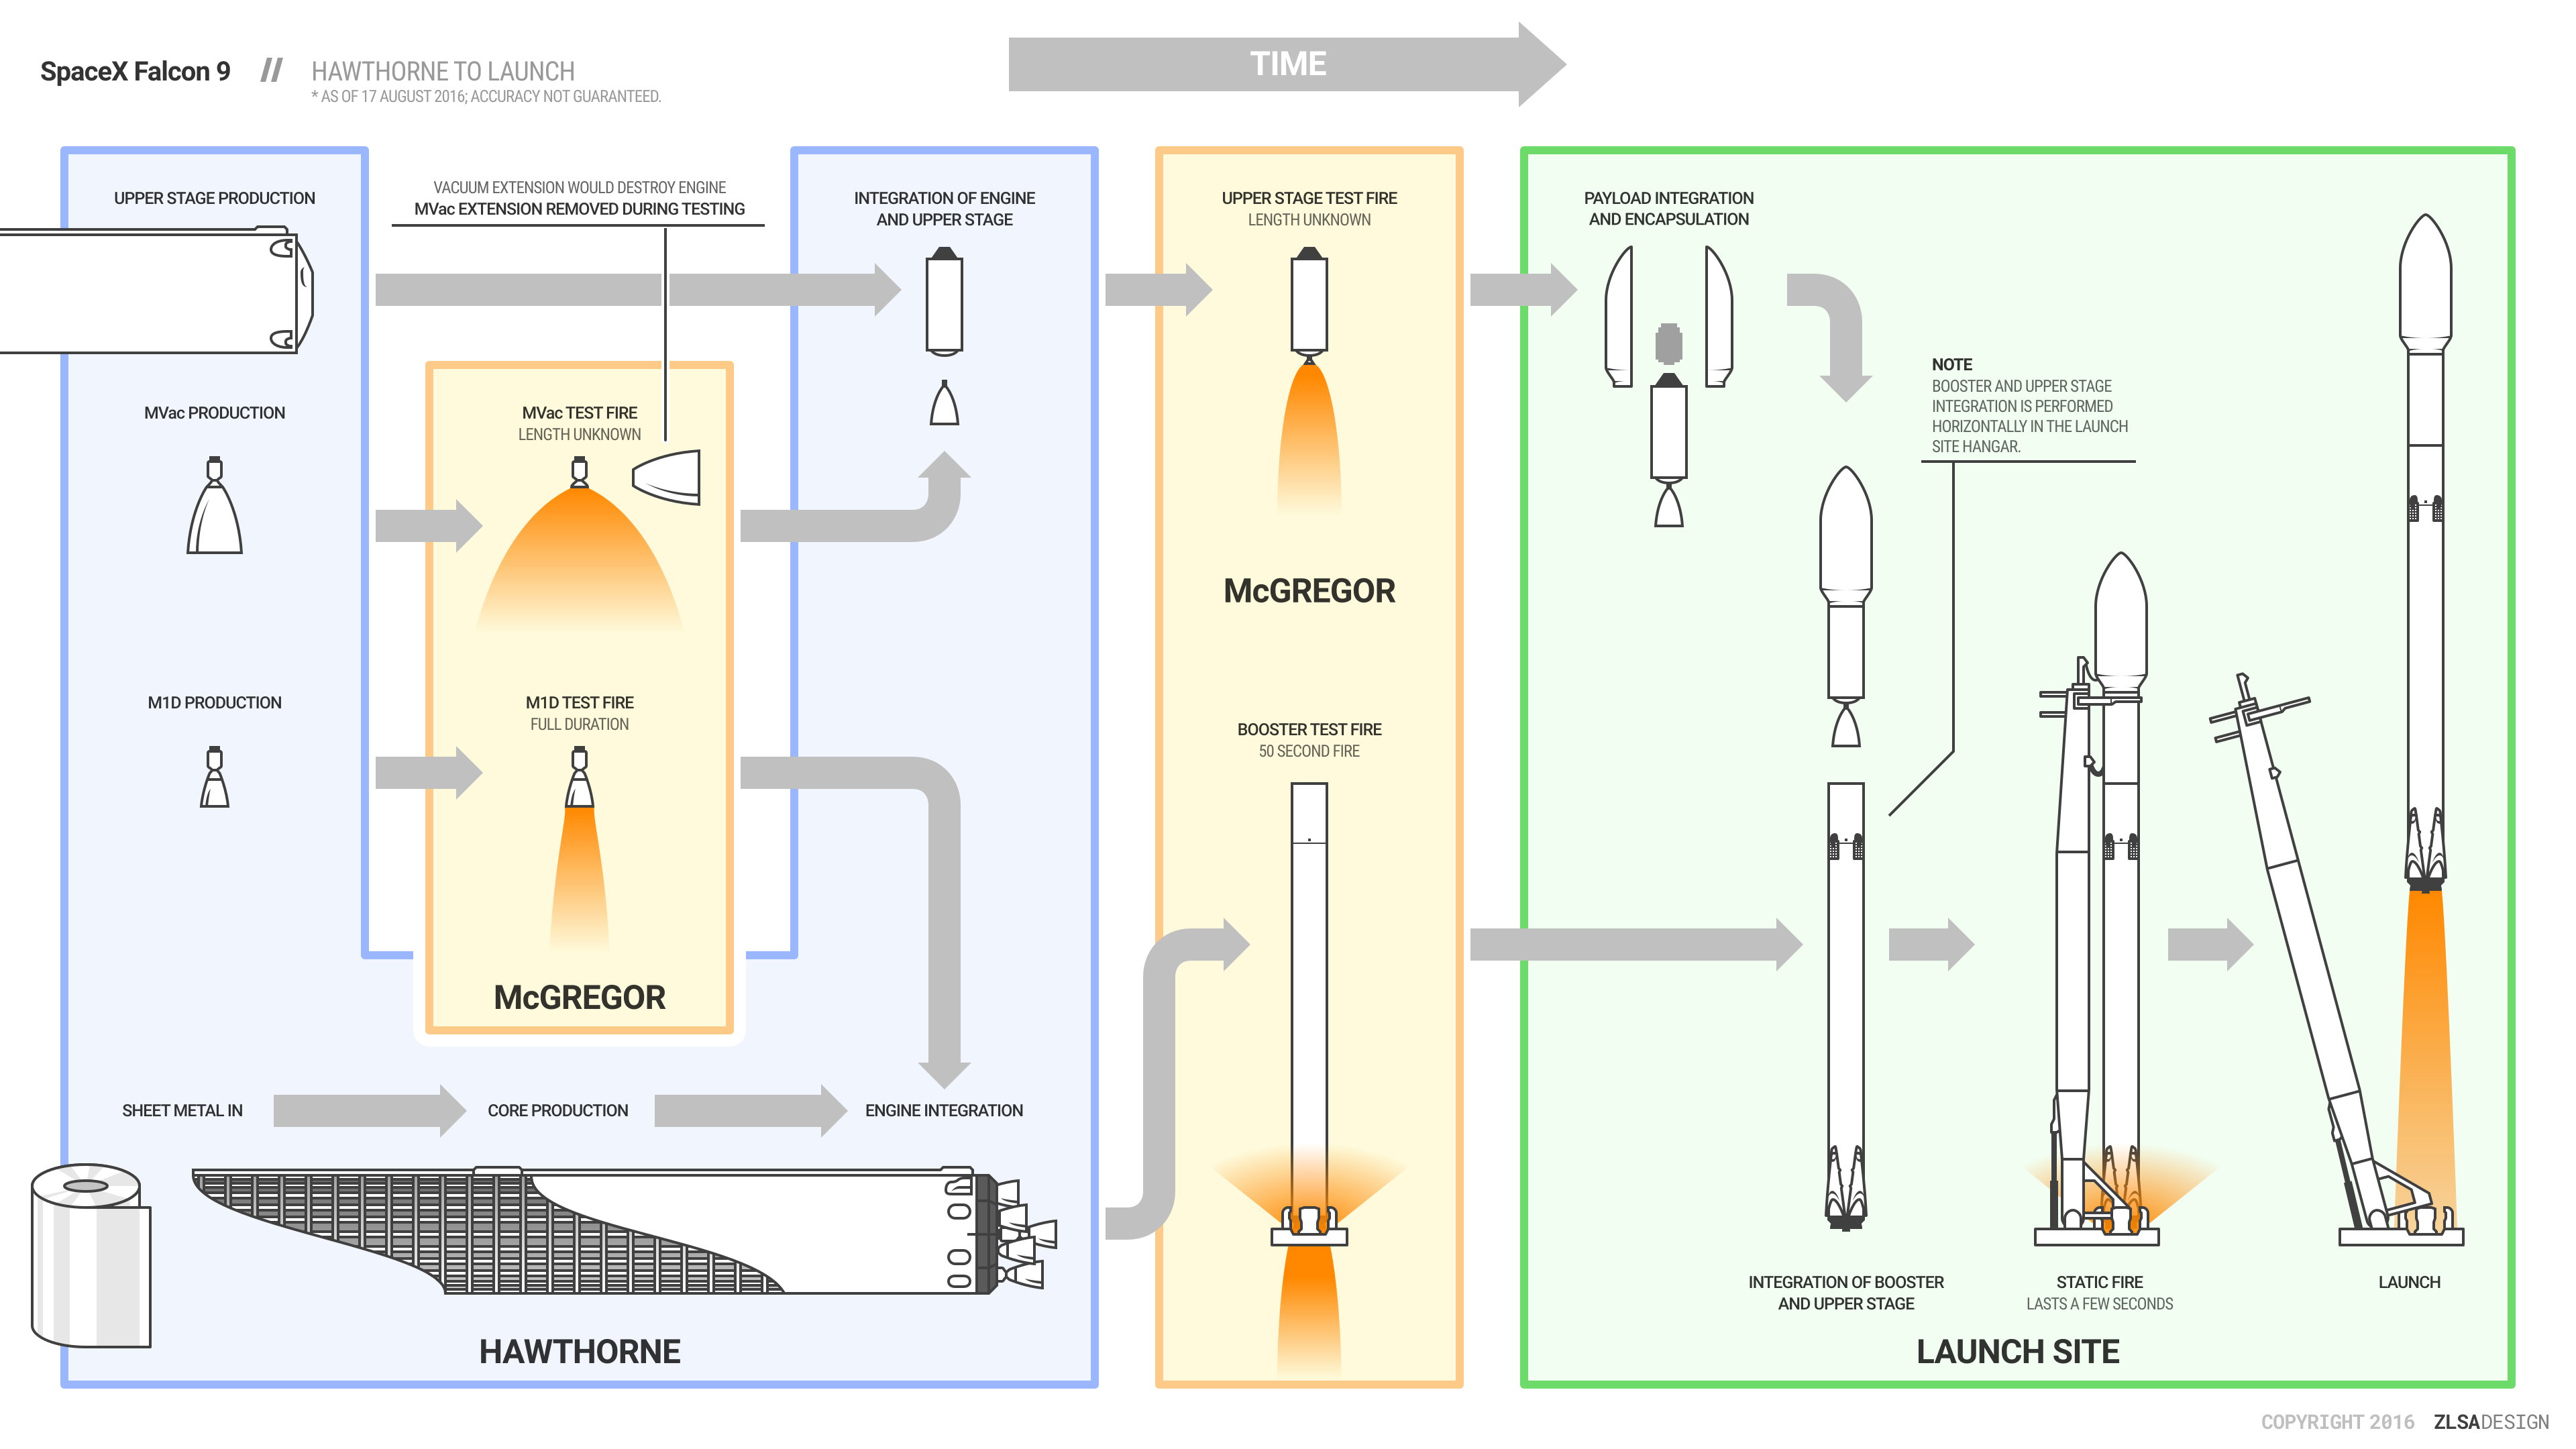 SpaceX Falcon 9 // HAWTHORNE TO LAUNCH
* AS OF 17 AUGUST 2016; ACCURACY NOT GUARANTEED.
TIME
UPPER STAGE PRODUCTION
VACUUM EXTENSION WOULD DESTROY ENGINE
MVac EXTENSION REMOVED DURING TESTING
INTEGRATION OF ENGINE
AND UPPER STAGE
UPPER STAGE TEST FIRE
LENGTH UNKNOWN
PAYLOAD INTEGRATION
AND ENCAPSULATION
NOTE
BOOSTER AND UPPER STAGE
INTEGRATION IS PERFORMED
HORIZONTALLY IN THE LAUNCH
SITE HANGAR.
MVac PRODUCTION
MVac TEST FIRE
LENGTH UNKNOWN
McGREGOR
M1D PRODUCTION
M1D TEST FIRE
FULL DURATION
BOOSTER TEST FIRE
50 SECOND FIRE
McGREGOR
SHEET METAL IN
CORE PRODUCTION
ENGINE INTEGRATION
INTEGRATION OF BOOSTER
AND UPPER STAGE
STATIC FIRE
LASTS A FEW SECONDS
LAUNCH
HAWTHORNE
LAUNCH SITE
COPYRIGHT 2016 ZLSADESIGN